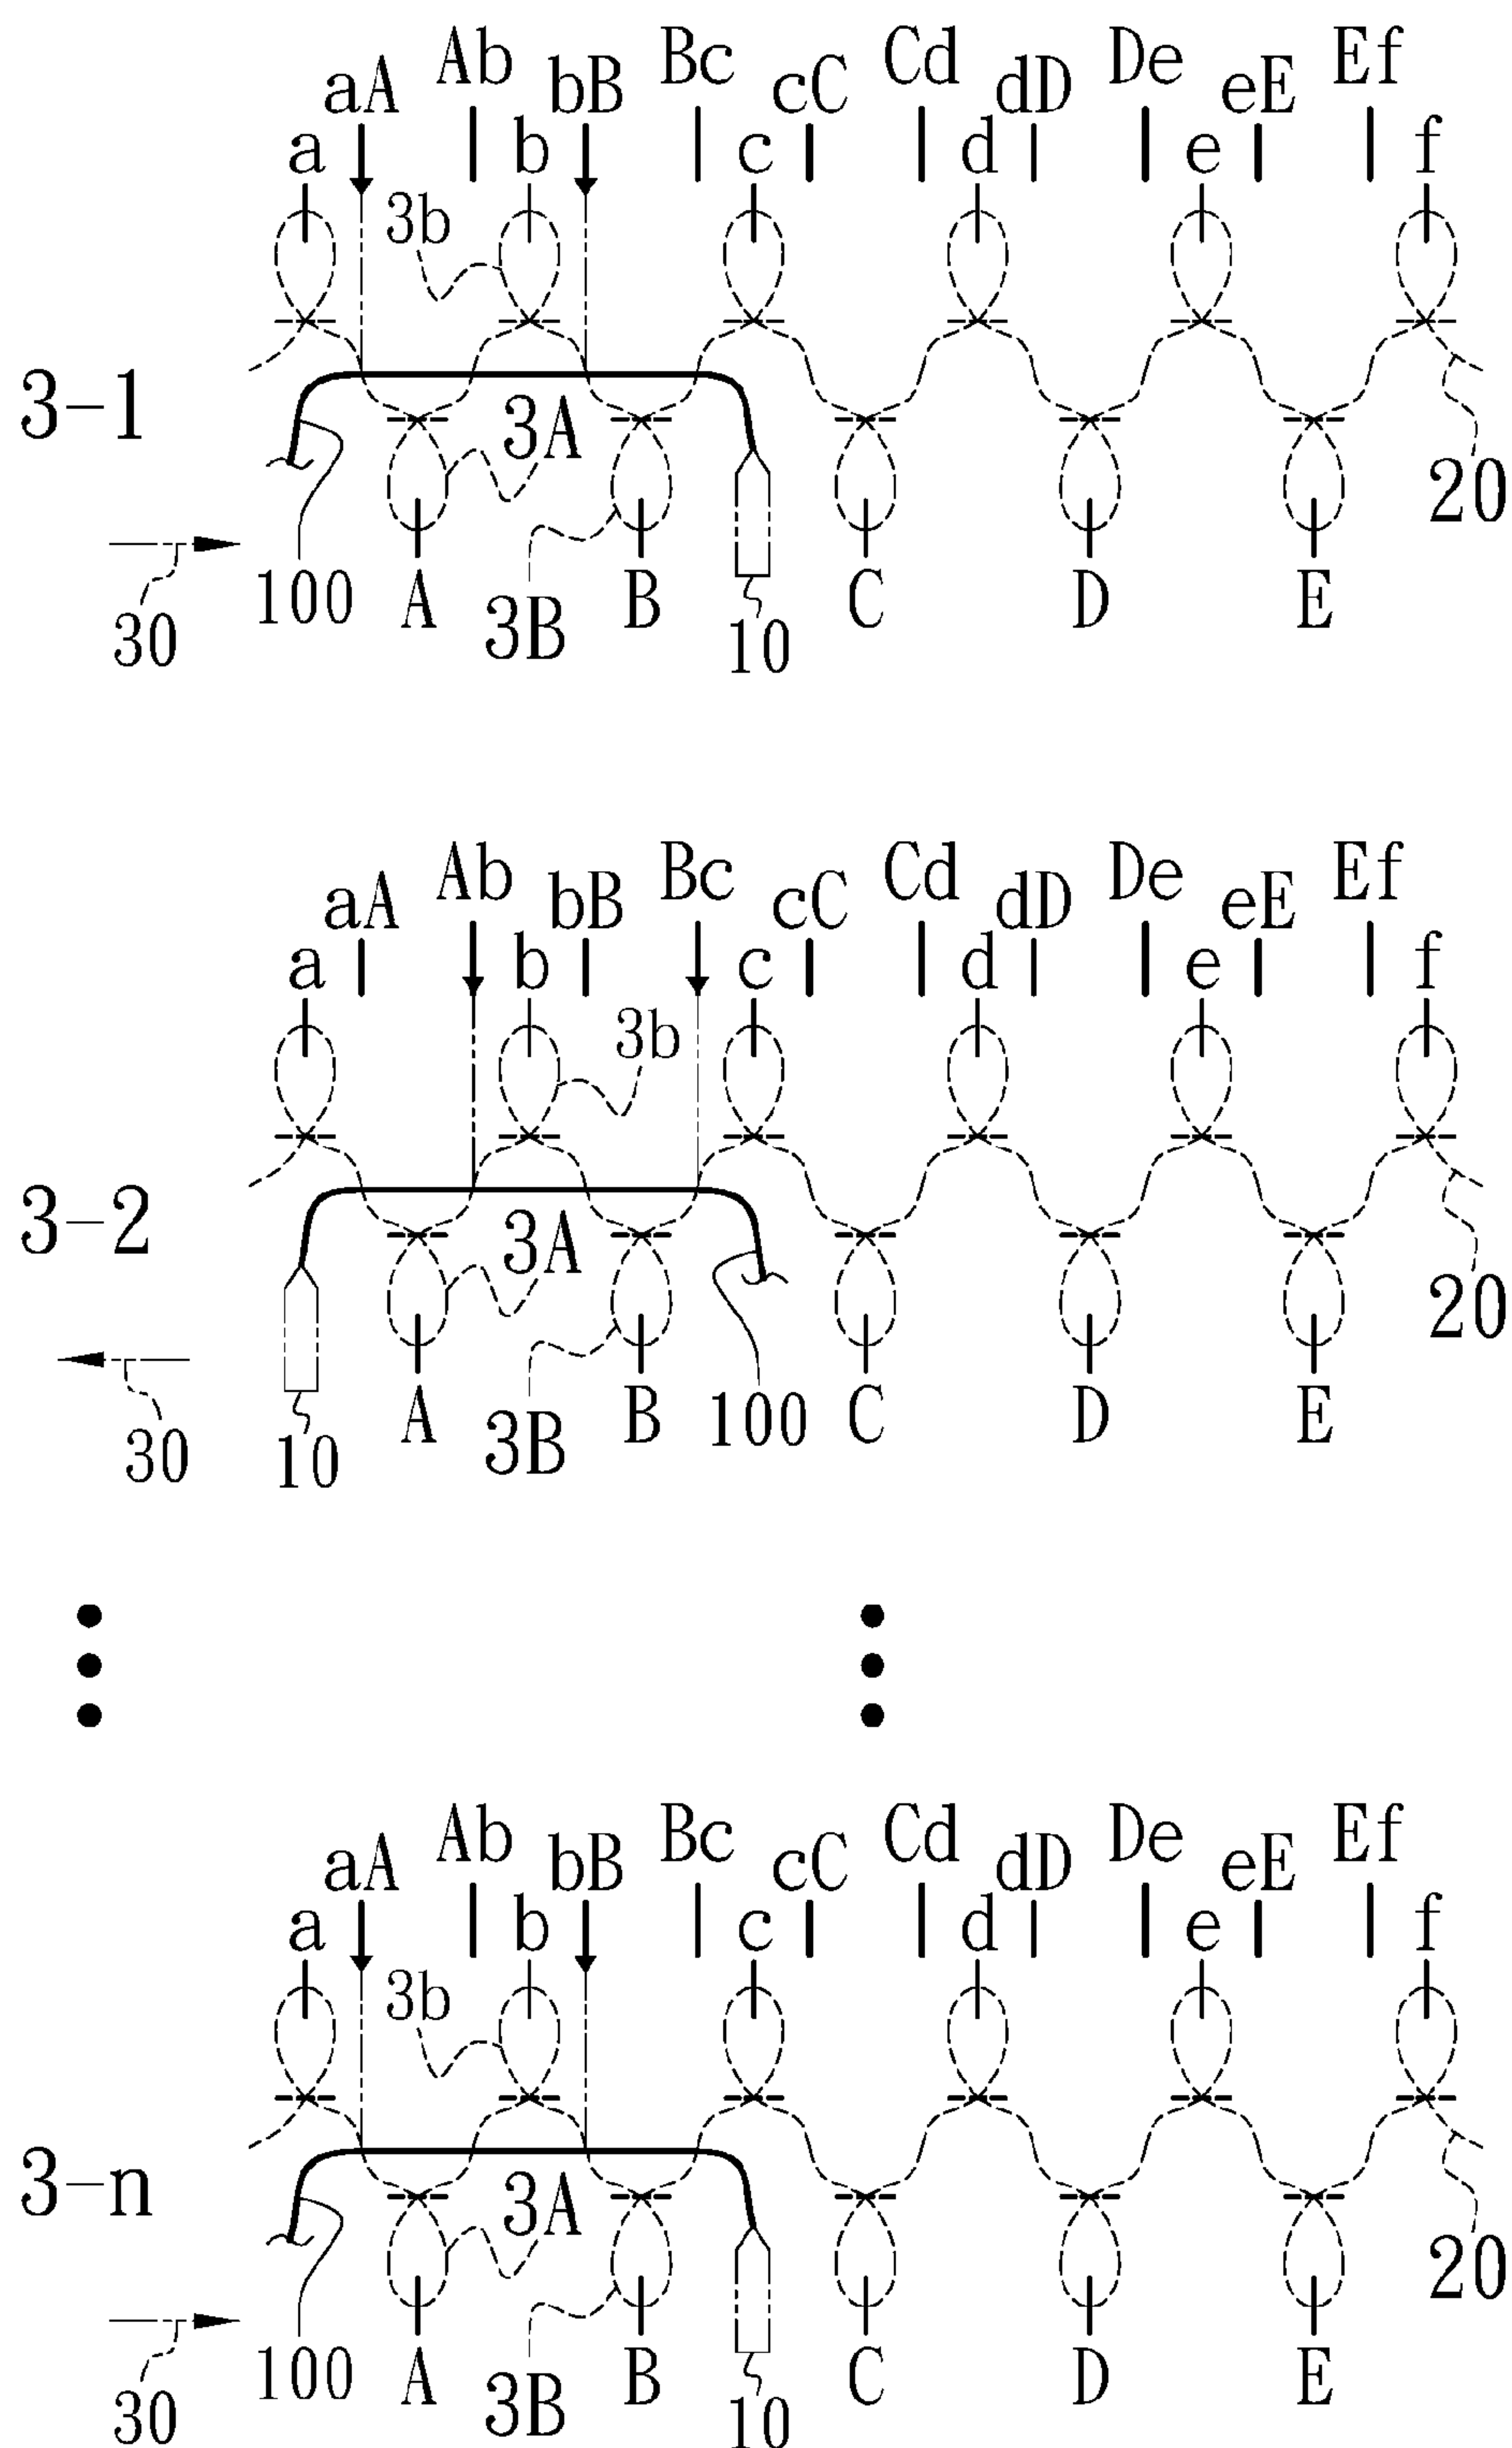 Ab Bc Cd De Ef
aA bB cC dD eE
a b c d e f
3b
3-1
3A
20
100 A 3B B C D E
30 10
Ab Bc Cd De Ef
aA bB cC dD eE
a b c d e f
3b
3-2
3A
20
A 3B B 100 C D E
30 10
Ab Bc Cd De Ef
aA bB cC dD eE
a b c d e f
3b
3-n
3A
20
100 A 3B B C D E
30 10